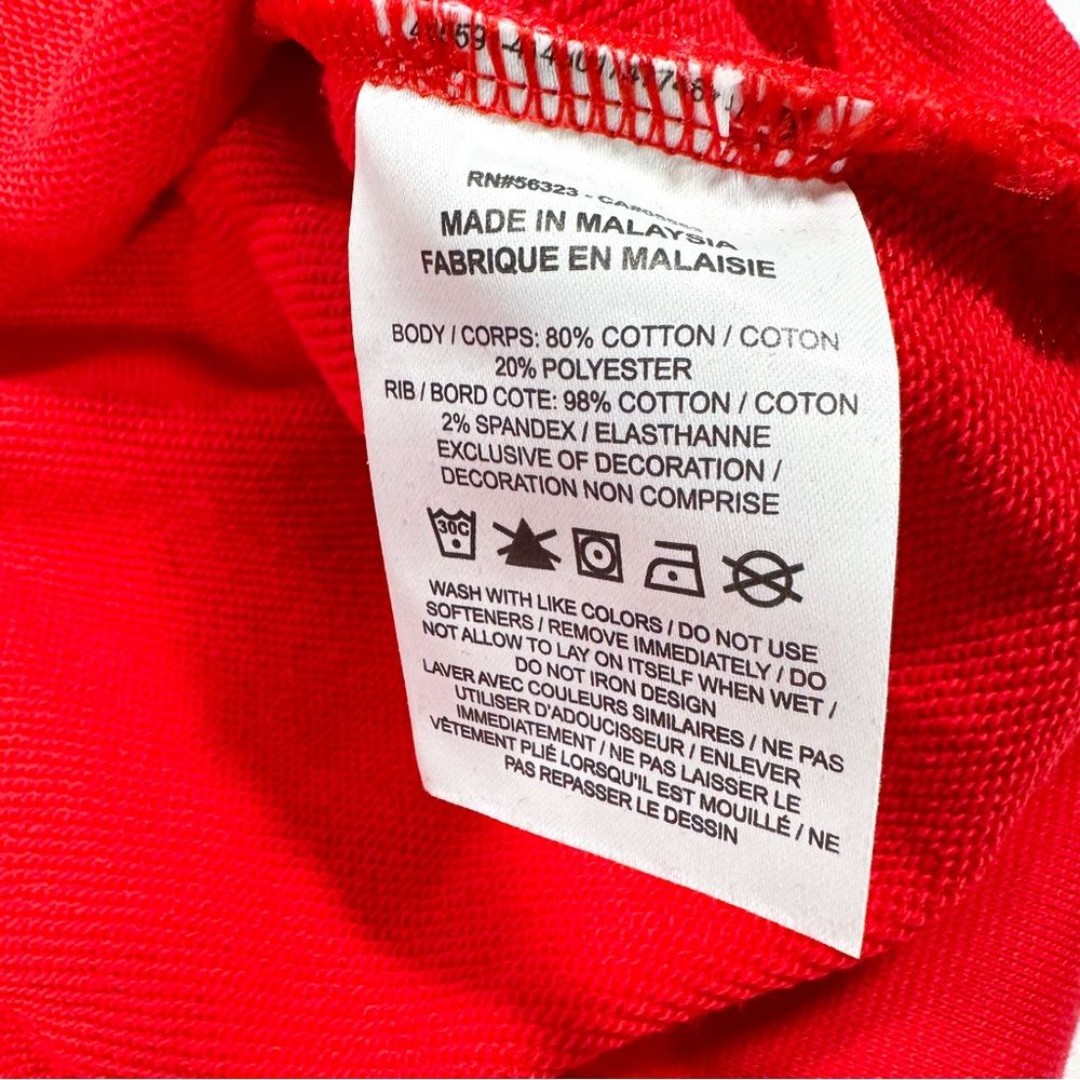 RN#56323 -
MADE IN MALAYSIA
FABRIQUE EN MALAISIE
BODY / CORPS: 80% COTTON / COTON
20% POLYESTER
RIB / BORD COTE: 98% COTTON / COTON
2% SPANDEX / ELASTHANNE
EXCLUSIVE OF DECORATION /
DECORATION NON COMPRISE
30C
WASH WITH LIKE COLORS / DO NOT USE
SOFTENERS / REMOVE IMMEDIATELY / DO
NOT ALLOW TO LAY ON ITSELF WHEN WET /
DO NOT IRON DESIGN
LAVER AVEC COULEURS SIMILAIRES / NE PAS
UTILISER D'ADOUCISSEUR / ENLEVER
IMMEDIATEMENT / NE PAS LAISSER LE
VÊTEMENT PLIÉ LORSQU'IL EST MOUILLÉ / NE
PAS REPASSER LE DESSIN